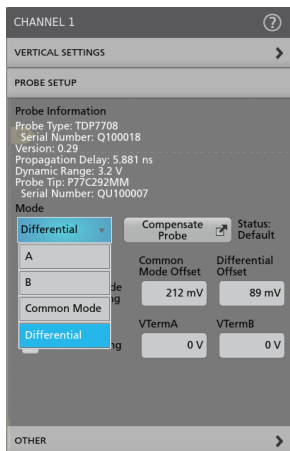 CHANNEL 1
?
VERTICAL SETTINGS
PROBE SETUP
Probe Information
Probe Type: TDP7708
Serial Number: Q100018
Version: 0.29
Propagation Delay: 5.881 ns
Dynamic Range: 3.2 V
Probe Tip: P77C292MM
Serial Number: QU100007
Mode
Differential
Compensate
Probe
Status:
Default
A
B
Common Mode
Differential
Common
Mode Offset
Differential
Offset
212 mV
89 mV
VTermA
VTermB
0 V
0 V
OTHER